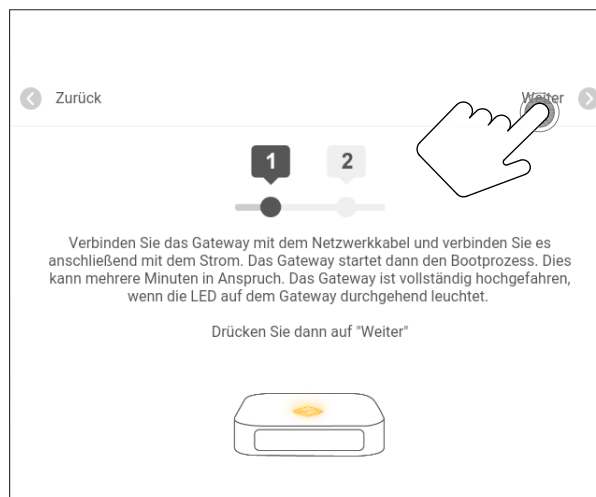 Zurück
Weiter
1 2
Verbinden Sie das Gateway mit dem Netzwerkkabel und verbinden Sie es
anschließend mit dem Strom. Das Gateway startet dann den Bootprozess. Dies
kann mehrere Minuten in Anspruch. Das Gateway ist vollständig hochgefahren,
wenn die LED auf dem Gateway durchgehend leuchtet.
Drücken Sie dann auf "Weiter"